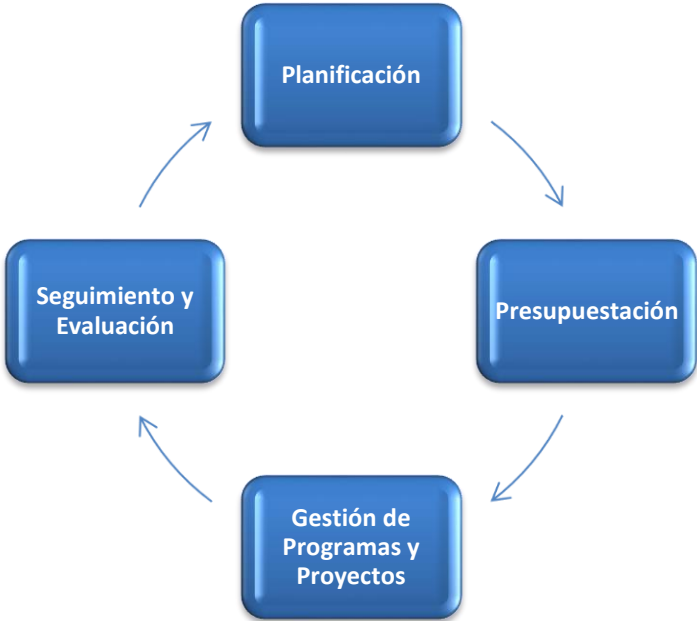 Planificación
Presupuestación
Gestión de
Programas y
Proyectos
Seguimiento y
Evaluación